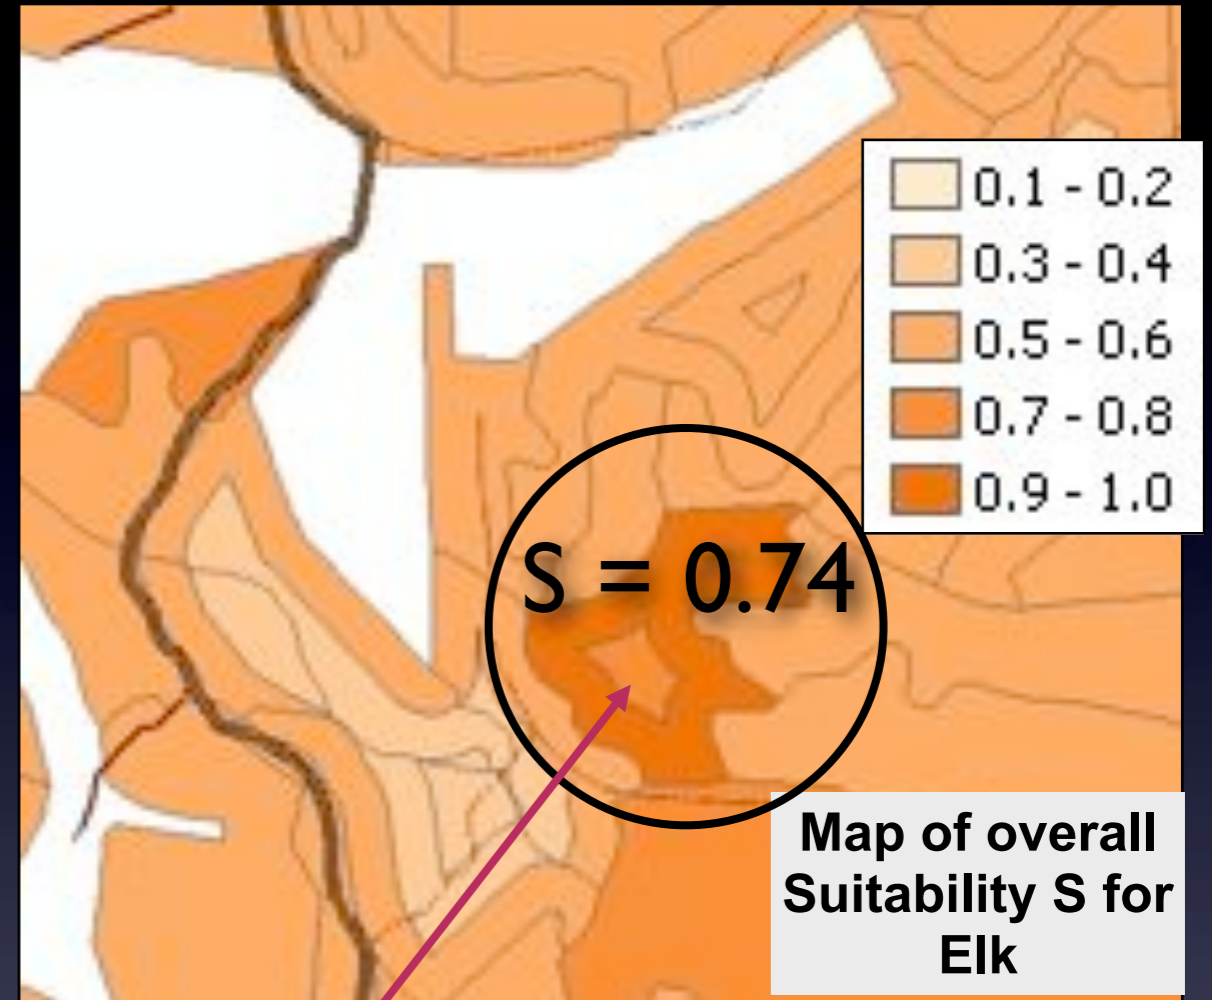 0.1 - 0.2
0.3 - 0.4
0.5 - 0.6
0.7 - 0.8
0.9 - 1.0
S = 0.74
Map of overall
Suitability S for
Elk